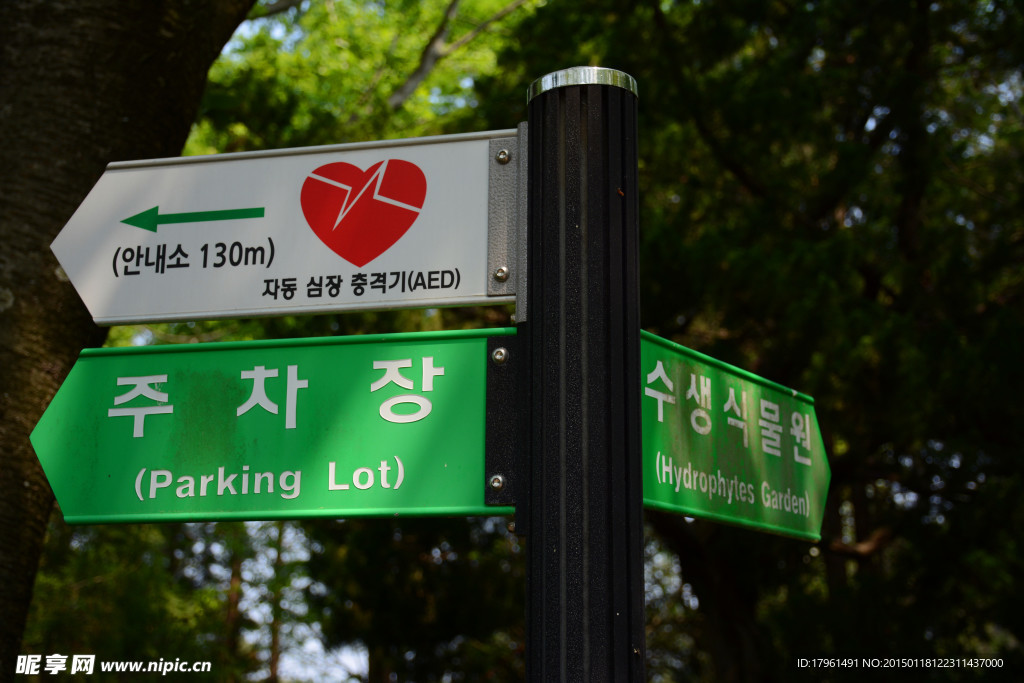 (안내소 130m)
자동 심장 충격기(AED)
주차장
(Parking Lot)
수생식물원
(Hydrophytes Garden)
昵享网 www.nipic.cn
ID:17961491 NO:20150118122311437000